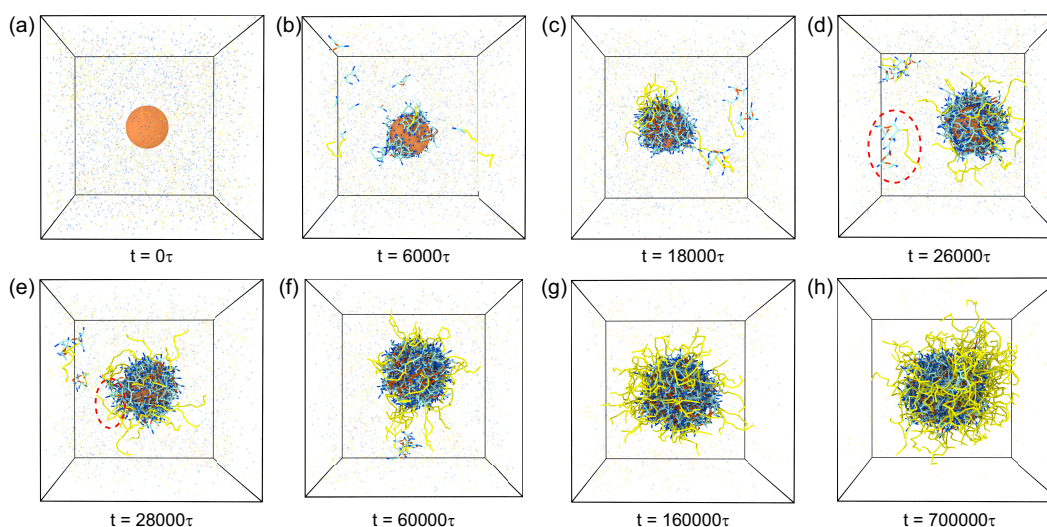 (a) (b) (c) (d)
t = 0τ t = 6000τ t = 18000τ t = 26000τ
(e) (f) (g) (h)
t = 28000τ t = 60000τ t = 160000τ t = 700000τ